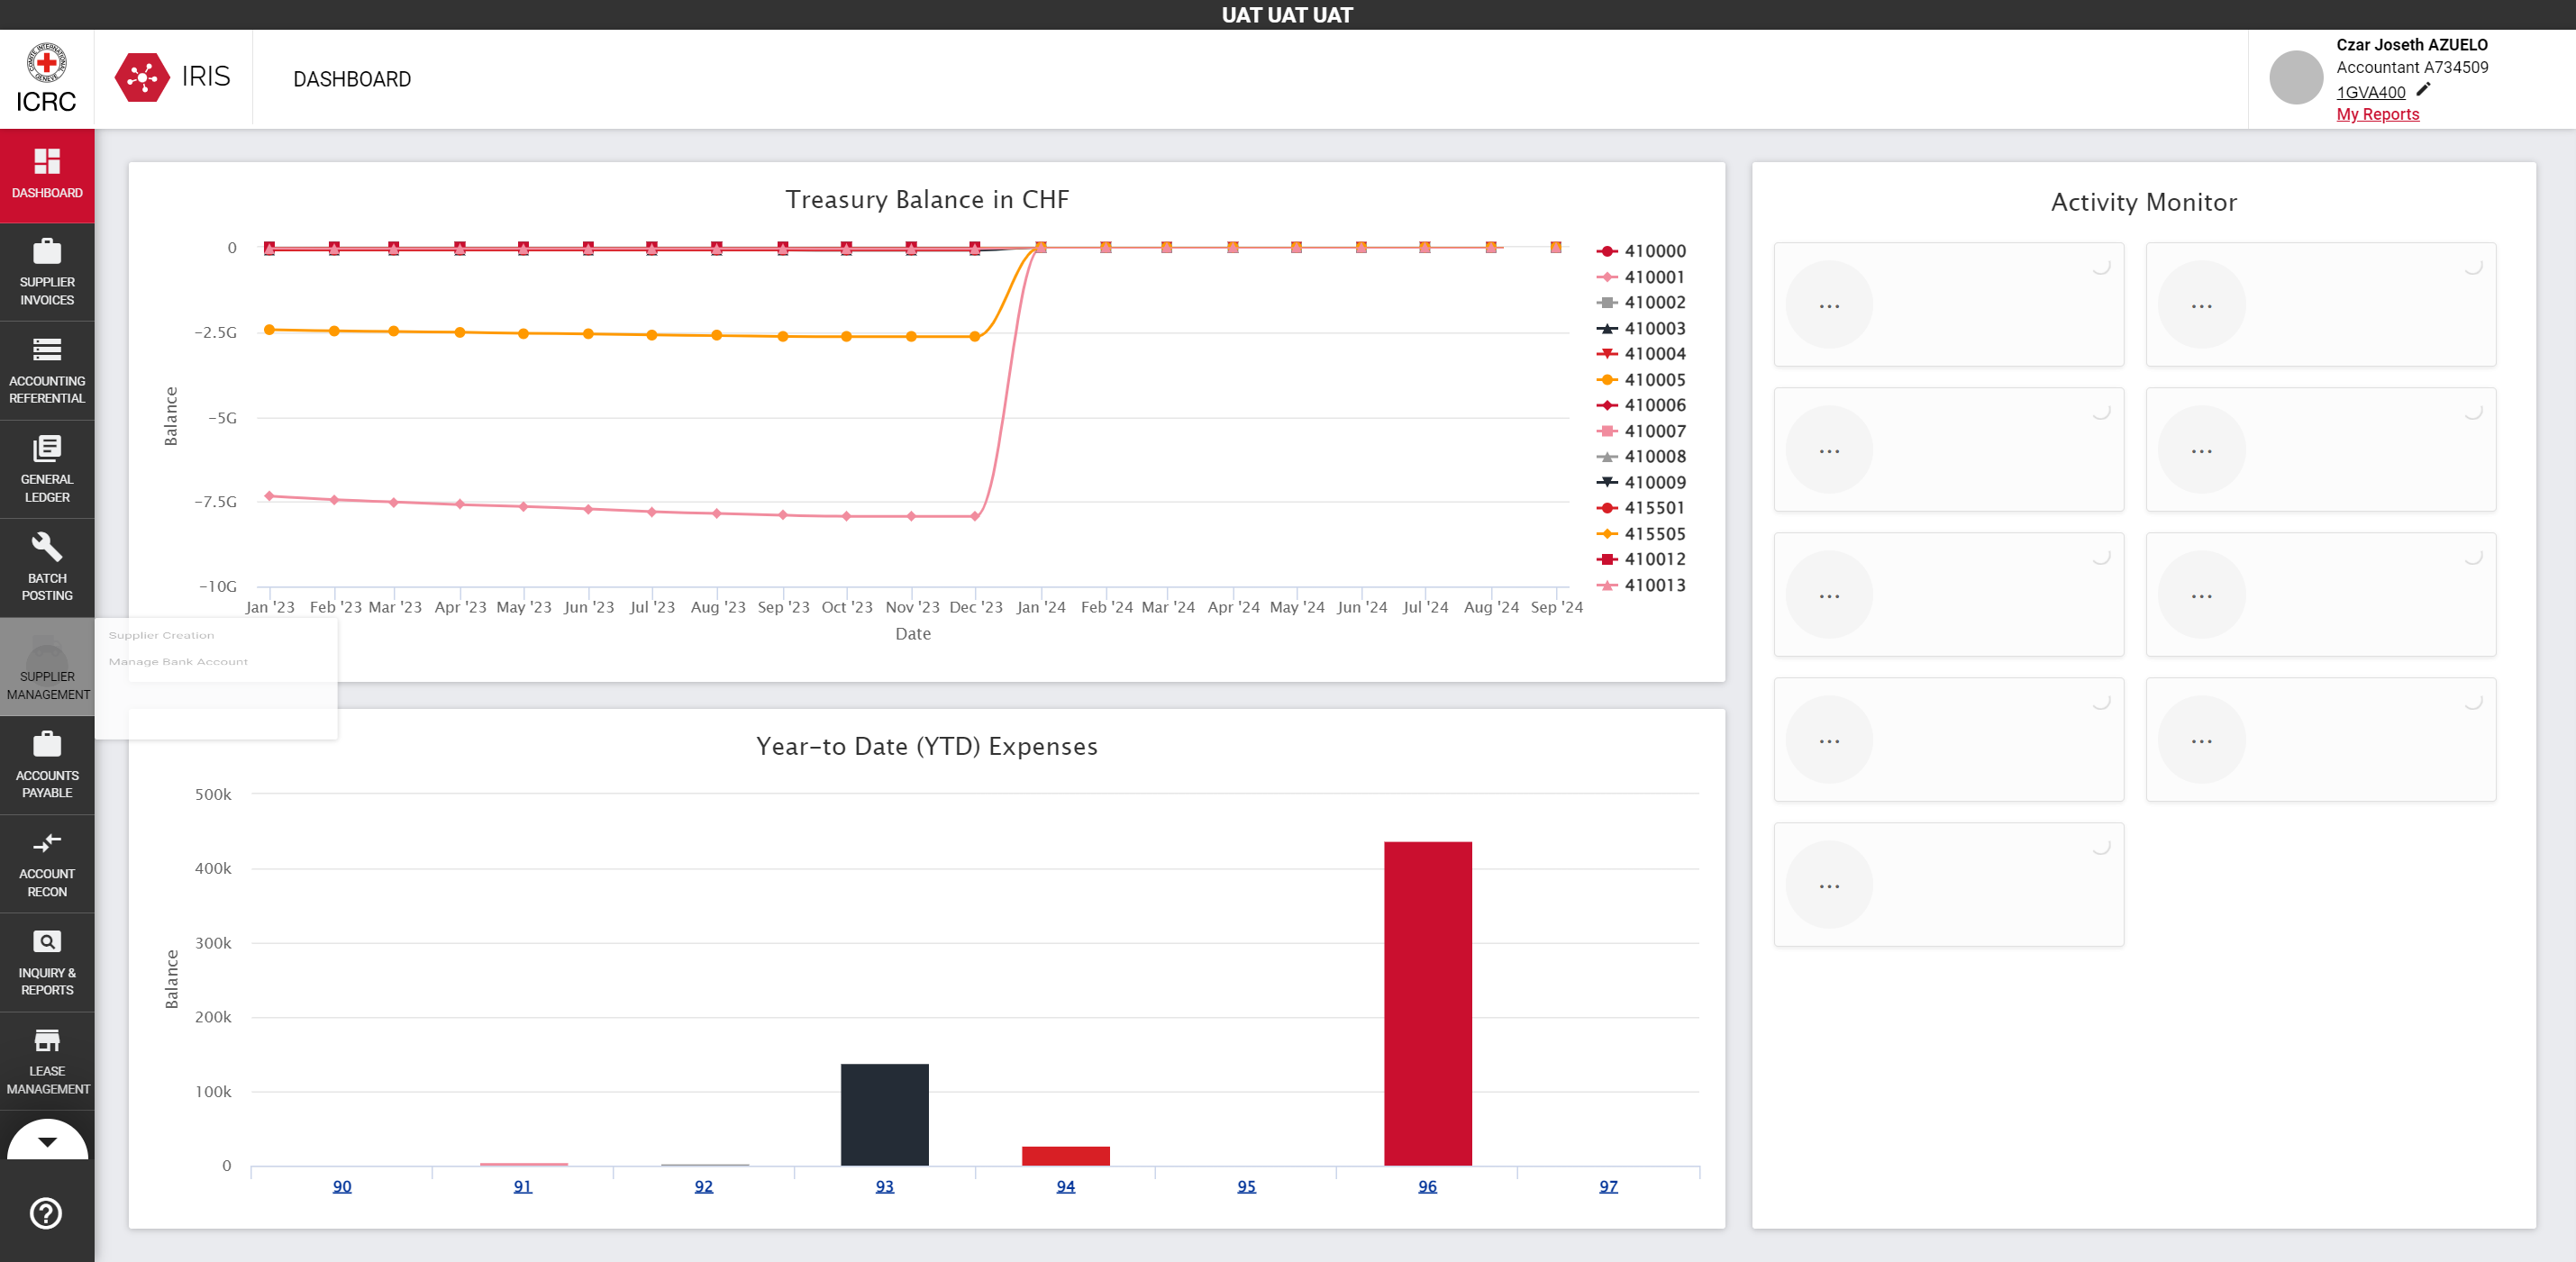 UAT UAT UAT
ICRC
IRIS
DASHBOARD
Czar Joseth AZUELO
Accountant A734509
1GVA400
My Reports
DASHBOARD
SUPPLIER
INVOICES
ACCOUNTING
REFERENTIAL
GENERAL
LEDGER
BATCH
POSTING
SUPPLIER
MANAGEMENT
Supplier Creation
Manage Bank Account
ACCOUNTS
PAYABLE
ACCOUNT
RECON
INQUIRY &
REPORTS
LEASE
MANAGEMENT
Treasury Balance in CHF
Balance
0
−2.5G
−5G
−7.5G
−10G
Jan '23 Feb '23 Mar '23 Apr '23 May '23 Jun '23 Jul '23 Aug '23 Sep '23 Oct '23 Nov '23 Dec '23 Jan '24 Feb '24 Mar '24 Apr '24 May '24 Jun '24 Jul '24 Aug '24 Sep '24
Date
410000
410001
410002
410003
410004
410005
410006
410007
410008
410009
415501
415505
410012
410013
Year-to Date (YTD) Expenses
Balance
500k
400k
300k
200k
100k
0
90 91 92 93 94 95 96 97
Activity Monitor
... ...
... ...
... ...
... ...
...